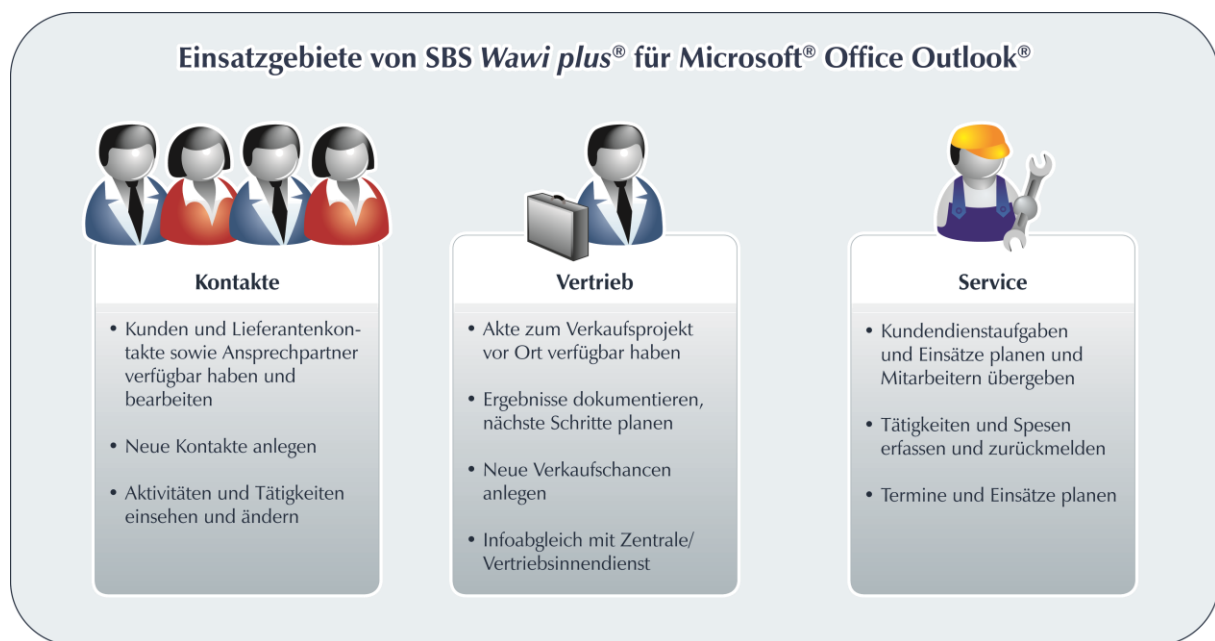 Einsatzgebiete von SBS Wawi plus® für Microsoft® Office Outlook®
Kontakte
• Kunden und Lieferantenkon-
takte sowie Ansprechpartner
verfügbar haben und
bearbeiten
• Neue Kontakte anlegen
• Aktivitäten und Tätigkeiten
einsehen und ändern
Vertrieb
• Akte zum Verkaufsprojekt
vor Ort verfügbar haben
• Ergebnisse dokumentieren,
nächste Schritte planen
• Neue Verkaufschancen
anlegen
• Infoabgleich mit Zentrale/
Vertriebsinnendienst
Service
• Kundendienstaufgaben
und Einsätze planen und
Mitarbeitern übergeben
• Tätigkeiten und Spesen
erfassen und zurückmelden
• Termine und Einsätze planen